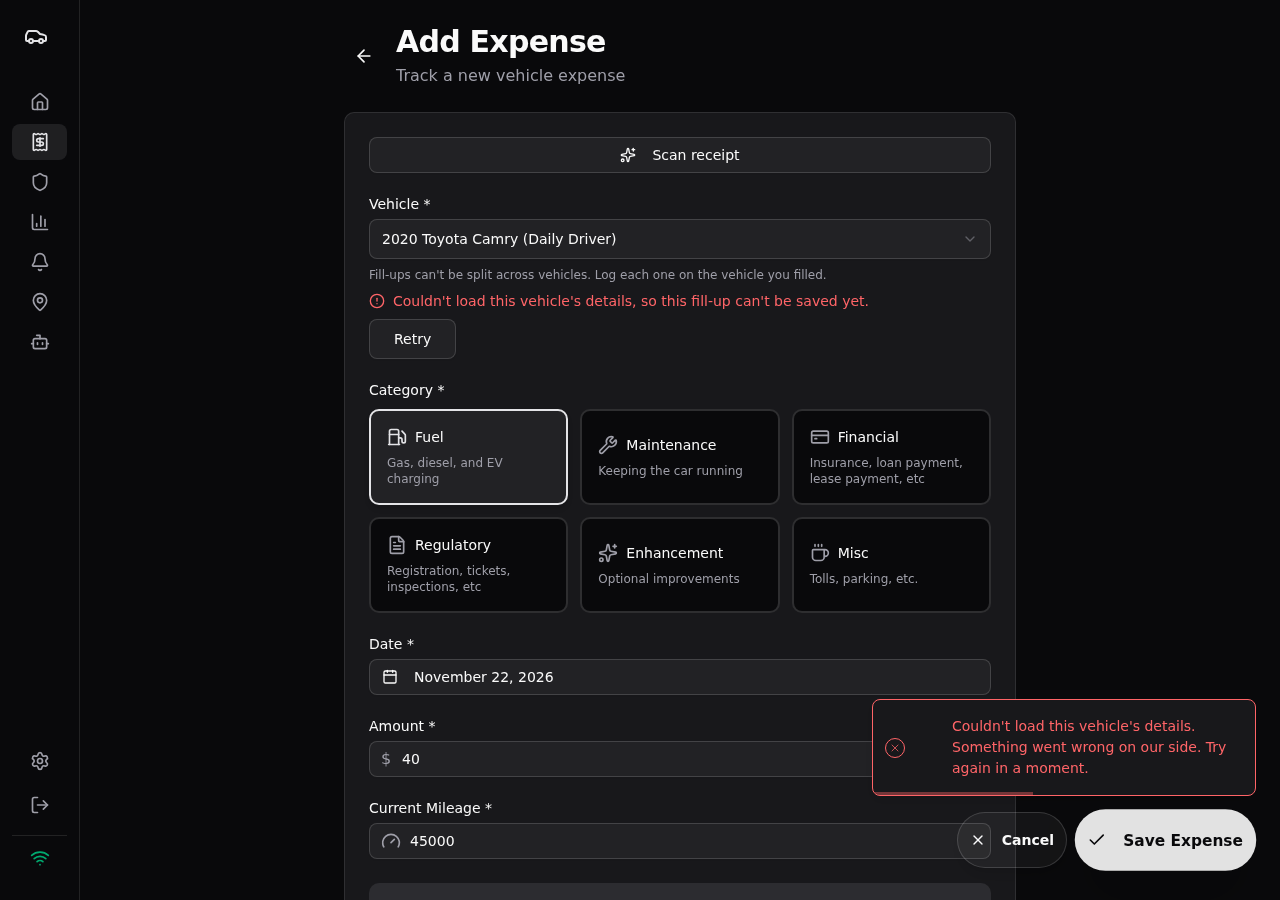 Add Expense
Track a new vehicle expense
Scan receipt
Vehicle *
2020 Toyota Camry (Daily Driver)
Fill-ups can't be split across vehicles. Log each one on the vehicle you filled.
Couldn't load this vehicle's details, so this fill-up can't be saved yet.
Retry
Category *
Fuel
Gas, diesel, and EV
charging
Maintenance
Keeping the car running
Financial
Insurance, loan payment,
lease payment, etc
Regulatory
Registration, tickets,
inspections, etc
Enhancement
Optional improvements
Misc
Tolls, parking, etc.
Date *
November 22, 2026
Amount *
$ 40
Current Mileage *
45000
Couldn't load this vehicle's details.
Something went wrong on our side. Try
again in a moment.
Cancel
Save Expense